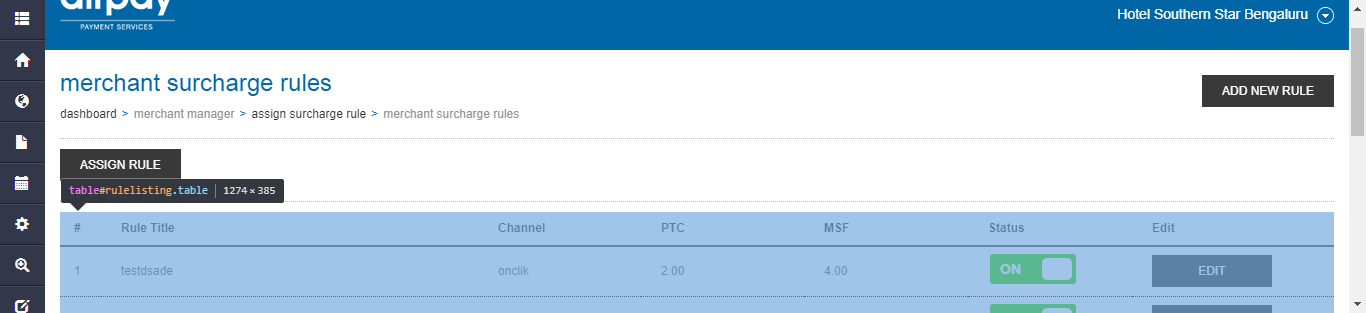 airpay
PAYMENT SERVICES
Hotel Southern Star Bengaluru
merchant surcharge rules
ADD NEW RULE
dashboard > merchant manager > assign surcharge rule > merchant surcharge rules
ASSIGN RULE
table#rulelisting.table | 1274 × 385
# Rule Title Channel PTC MSF Status Edit
1 testdsade onclik 2.00 4.00 ON EDIT